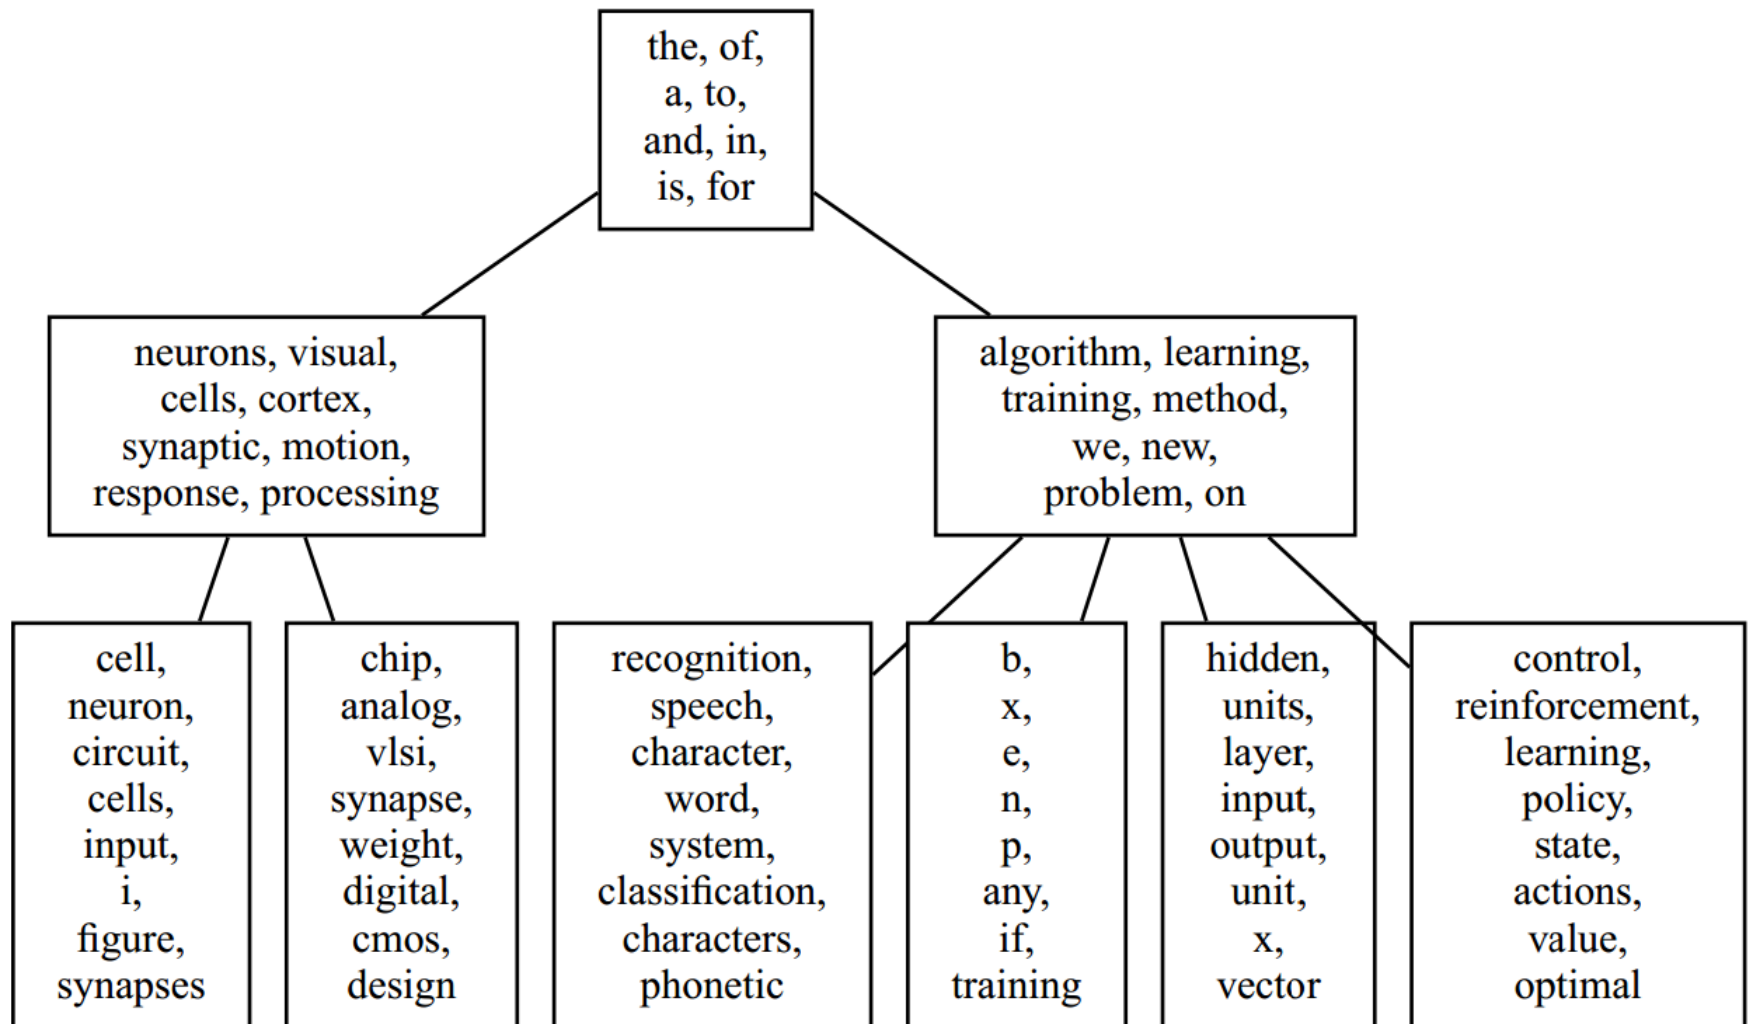 the, of,
a, to,
and, in,
is, for
neurons, visual,
cells, cortex,
synaptic, motion,
response, processing
algorithm, learning,
training, method,
we, new,
problem, on
cell,
neuron,
circuit,
cells,
input,
i,
figure,
synapses
chip,
analog,
vlsi,
synapse,
weight,
digital,
cmos,
design
recognition,
speech,
character,
word,
system,
classification,
characters,
phonetic
b,
x,
e,
n,
p,
any,
if,
training
hidden,
units,
layer,
input,
output,
unit,
x,
vector
control,
reinforcement,
learning,
policy,
state,
actions,
value,
optimal